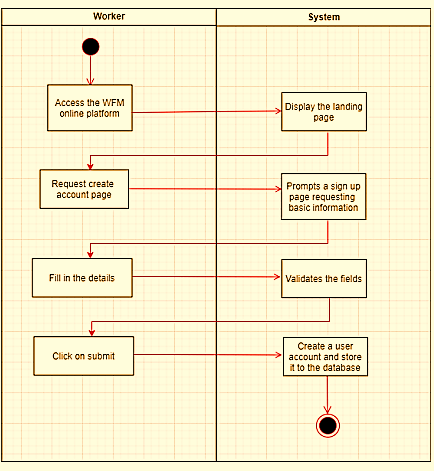 Worker
System
Access the WFM
online platform
Display the landing
page
Request create
account page
Prompts a sign up
page requesting
basic information
Fill in the details
Validates the fields
Click on submit
Create a user
account and store
it to the database